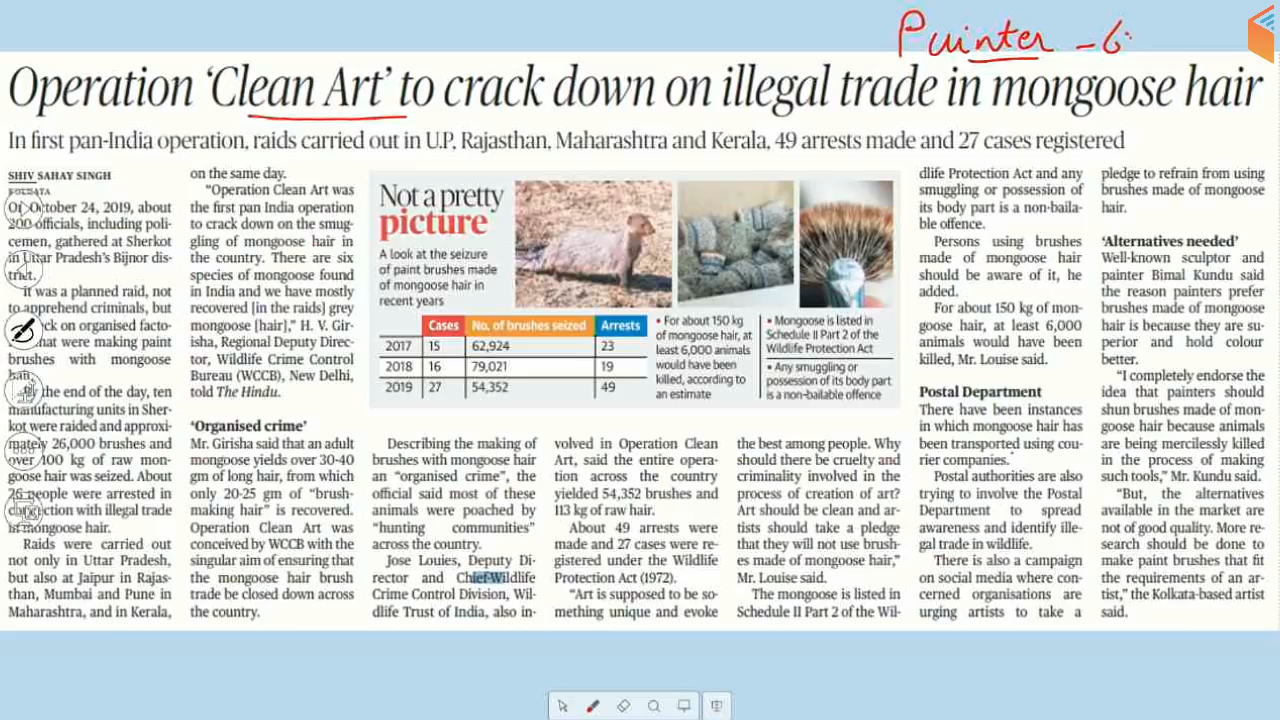 Painter - 6
Operation ‘Clean Art’ to crack down on illegal trade in mongoose hair
In first pan-India operation, raids carried out in U.P, Rajasthan, Maharashtra and Kerala, 49 arrests made and 27 cases registered
SHIV SAHAY SINGH
KOLKATA
On October 24, 2019, about
200 officials, including poli-
cemen, gathered at Sherkot
in Uttar Pradesh’s Bijnor dis-
trict.
It was a planned raid, not
to apprehend criminals, but
ck on organised facto-
hat were making paint
brushes with mongoose
hair.
By the end of the day, ten
manufacturing units in Sher-
kot were raided and approxi-
mately 26,000 brushes and
over 100 kg of raw mon-
goose hair was seized. About
26 people were arrested in
connection with illegal trade
in mongoose hair.
Raids were carried out
not only in Uttar Pradesh,
but also at Jaipur in Rajas-
than, Mumbai and Pune in
Maharashtra, and in Kerala,
on the same day.
“Operation Clean Art was
the first pan India operation
to crack down on the smug-
gling of mongoose hair in
the country. There are six
species of mongoose found
in India and we have mostly
recovered [in the raids] grey
mongoose [hair],” H. V. Gir-
isha, Regional Deputy Direc-
tor, Wildlife Crime Control
Bureau (WCCB), New Delhi,
told The Hindu.
‘Organised crime’
Mr. Girisha said that an adult
mongoose yields over 30-40
gm of long hair, from which
only 20-25 gm of “brush-
making hair” is recovered.
Operation Clean Art was
conceived by WCCB with the
singular aim of ensuring that
the mongoose hair brush
trade be closed down across
the country.
Not a pretty
picture
A look at the seizure
of paint brushes made
of mongoose hair in
recent years
Cases No. of brushes seized Arrests
2017 15 62,924 23
2018 16 79,021 19
2019 27 54,352 49
• For about 150 kg
of mongoose hair, at
least 6,000 animals
would have been
killed, according to
an estimate
• Mongoose is listed in
Schedule II Part 2 of the
Wildlife Protection Act
• Any smuggling or
possession of its body part
is a non-bailable offence
Describing the making of
brushes with mongoose hair
an “organised crime”, the
official said most of these
animals were poached by
“hunting communities”
across the country.
Jose Louies, Deputy Di-
rector and Chief-Wildlife
Crime Control Division, Wil-
dlife Trust of India, also in-
volved in Operation Clean
Art, said the entire opera-
tion across the country
yielded 54,352 brushes and
113 kg of raw hair.
About 49 arrests were
made and 27 cases were re-
gistered under the Wildlife
Protection Act (1972).
“Art is supposed to be so-
mething unique and evoke
the best among people. Why
should there be cruelty and
criminality involved in the
process of creation of art?
Art should be clean and ar-
tists should take a pledge
that they will not use brush-
es made of mongoose hair,”
Mr. Louise said.
The mongoose is listed in
Schedule II Part 2 of the Wil-
dlife Protection Act and any
smuggling or possession of
its body part is a non-baila-
ble offence.
Persons using brushes
made of mongoose hair
should be aware of it, he
added.
For about 150 kg of mon-
goose hair, at least 6,000
animals would have been
killed, Mr. Louise said.
Postal Department
There have been instances
in which mongoose hair has
been transported using cou-
rier companies.
Postal authorities are also
trying to involve the Postal
Department to spread
awareness and identify ille-
gal trade in wildlife.
There is also a campaign
on social media where con-
cerned organisations are
urging artists to take a
pledge to refrain from using
brushes made of mongoose
hair.
‘Alternatives needed’
Well-known sculptor and
painter Bimal Kundu said
the reason painters prefer
brushes made of mongoose
hair is because they are su-
perior and hold colour
better.
“I completely endorse the
idea that painters should
shun brushes made of mon-
goose hair because animals
are being mercilessly killed
in the process of making
such tools,” Mr. Kundu said.
“But, the alternatives
available in the market are
not of good quality. More re-
search should be done to
make paint brushes that fit
the requirements of an ar-
tist,” the Kolkata-based artist
said.